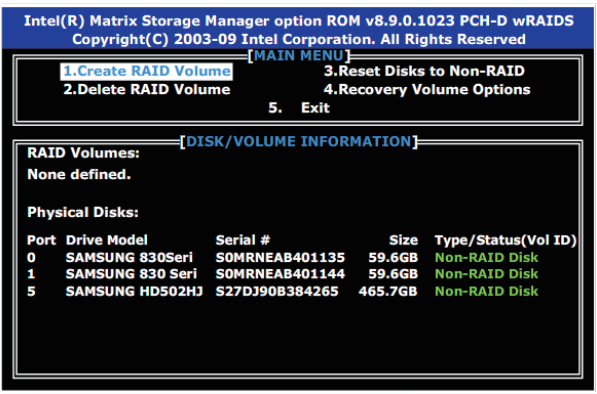 Intel(R) Matrix Storage Manager option ROM v8.9.0.1023 PCH-D wRAIDS
Copyright(C) 2003-09 Intel Corporation. All Rights Reserved
[MAIN MENU]
1.Create RAID Volume 3.Reset Disks to Non-RAID
2.Delete RAID Volume 4.Recovery Volume Options
5. Exit
[DISK/VOLUME INFORMATION]
RAID Volumes:
None defined.
Physical Disks:
Port Drive Model Serial # Size Type/Status(Vol ID)
0 SAMSUNG 830Seri S0MRNEAB401135 59.6GB Non-RAID Disk
1 SAMSUNG 830 Seri S0MRNEAB401144 59.6GB Non-RAID Disk
5 SAMSUNG HD502HJ S27DJ90B384265 465.7GB Non-RAID Disk